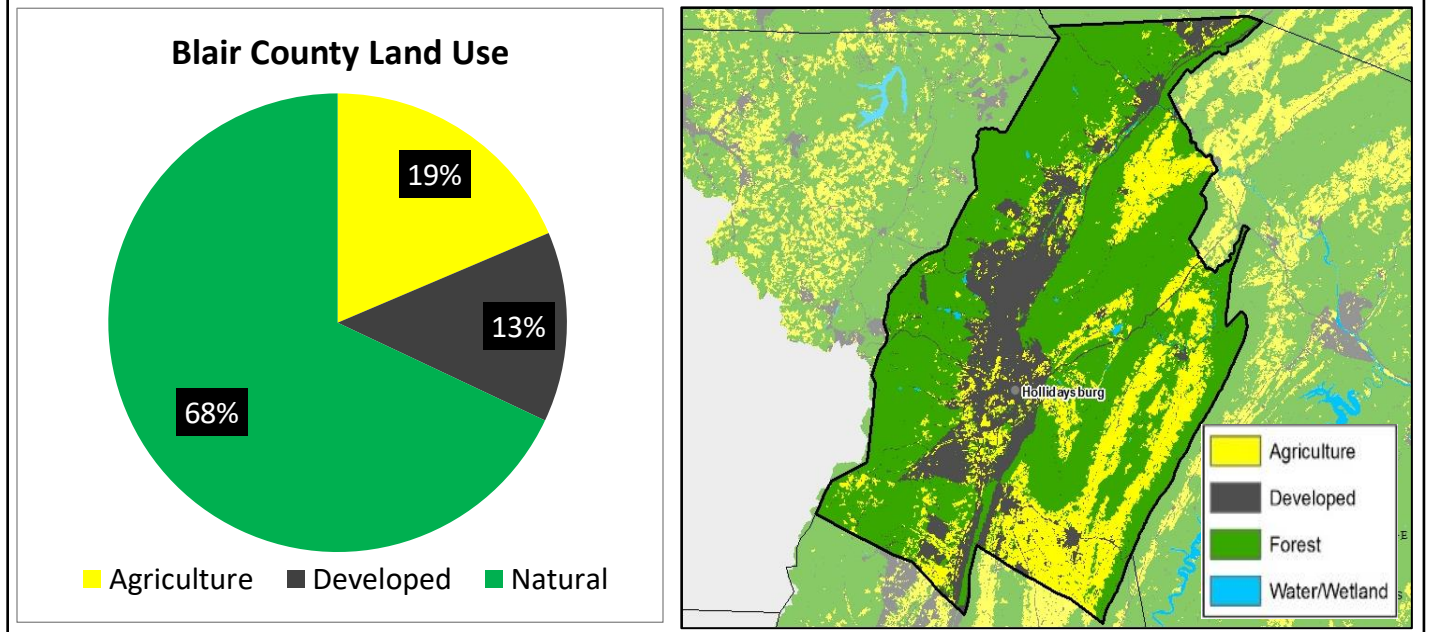 Blair County Land Use
19%
13%
68%
Agriculture Developed Natural
Hollidaysburg
Agriculture
Developed
Forest
Water/Wetland
E
s